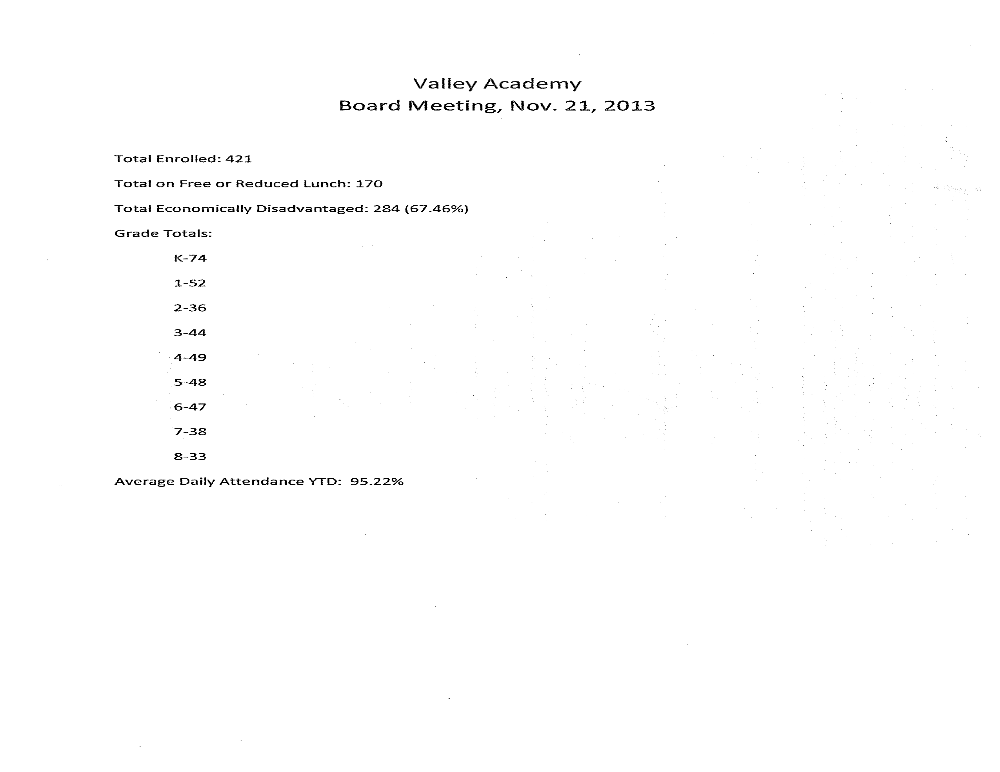 Valley Academy
Board Meeting, Nov. 21, 2013
Total Enrolled: 421
Total on Free or Reduced Lunch: 170
Total Economically Disadvantaged: 284 (67.46%)
Grade Totals:
K-74
1-52
2-36
3-44
4-49
5-48
6-47
7-38
8-33
Average Daily Attendance YTD:  95.22%